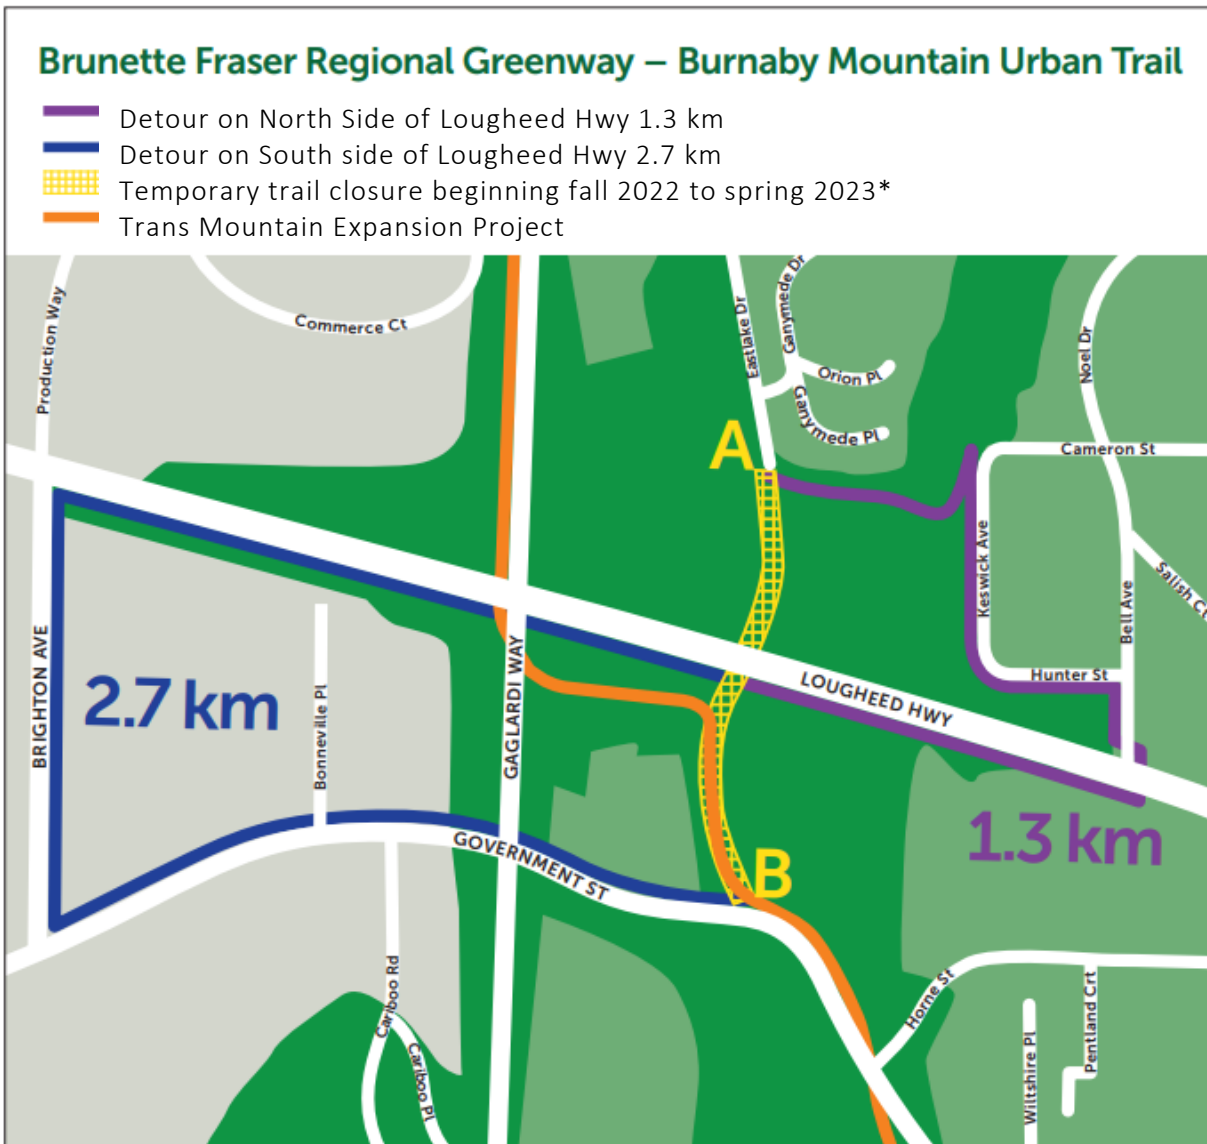 Brunette Fraser Regional Greenway – Burnaby Mountain Urban Trail
Detour on North Side of Lougheed Hwy 1.3 km
Detour on South side of Lougheed Hwy 2.7 km
Temporary trail closure beginning fall 2022 to spring 2023*
Trans Mountain Expansion Project
Production Way
Commerce Ct
Eastlake Dr
Ganymede Dr
Orion Pl
Ganymede Pl
Noel Dr
A
Cameron St
Keswick Ave
Salish Ct
Bell Ave
Hunter St
BRIGHTON AVE
2.7 km
Bonneville Pl
GAGLARDI WAY
LOUGHEED HWY
1.3 km
GOVERNMENT ST
B
Cariboo Rd
Cariboo Pl
Horne St
Wiltshire Pl
Pentland Crt